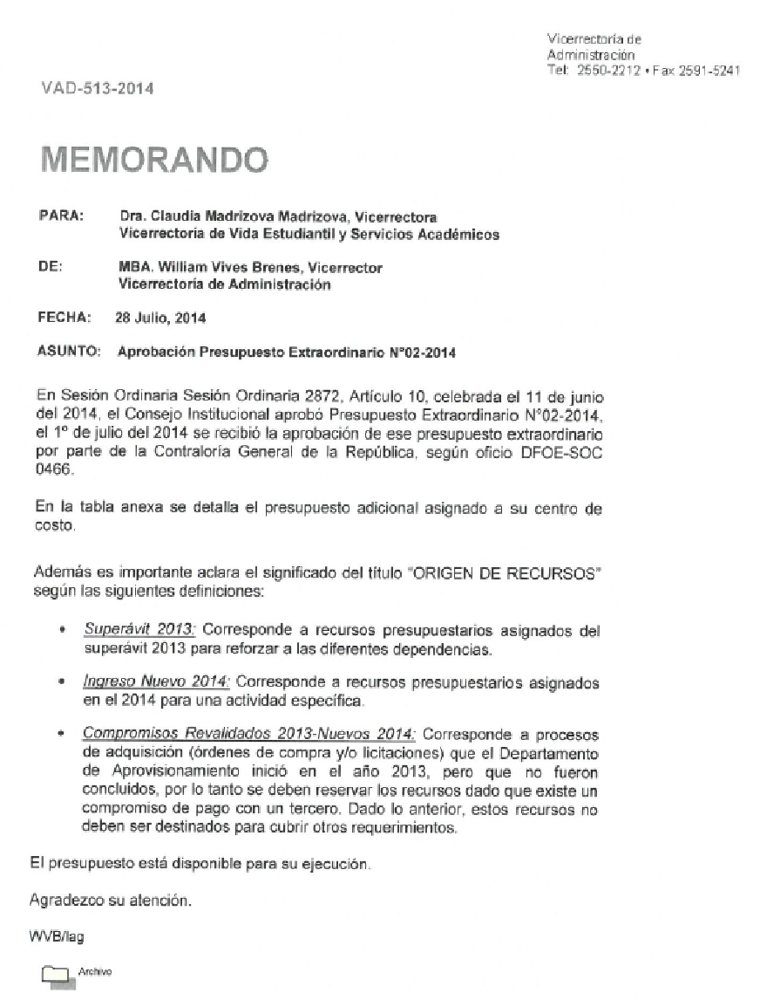 Vicerrectoría de
Administración
Tel: 2550-2212 • Fax 2591-5241
VAD-513-2014
MEMORANDO
PARA: Dra. Claudia Madrizova Madrizova, Vicerrectora
Vicerrectoría de Vida Estudiantil y Servicios Académicos
DE: MBA. William Vives Brenes, Vicerrector
Vicerrectoría de Administración
FECHA: 28 Julio, 2014
ASUNTO: Aprobación Presupuesto Extraordinario N°02-2014
En Sesión Ordinaria Sesión Ordinaria 2872, Artículo 10, celebrada el 11 de junio
del 2014, el Consejo Institucional aprobó Presupuesto Extraordinario N°02-2014,
el 1° de julio del 2014 se recibió la aprobación de ese presupuesto extraordinario
por parte de la Contraloría General de la República, según oficio DFOE-SOC
0466.
En la tabla anexa se detalla el presupuesto adicional asignado a su centro de
costo.
Además es importante aclara el significado del título "ORIGEN DE RECURSOS"
según las siguientes definiciones:
• Superávit 2013: Corresponde a recursos presupuestarios asignados del
superávit 2013 para reforzar a las diferentes dependencias.
• Ingreso Nuevo 2014: Corresponde a recursos presupuestarios asignados
en el 2014 para una actividad específica.
• Compromisos Revalidados 2013-Nuevos 2014: Corresponde a procesos
de adquisición (órdenes de compra y/o licitaciones) que el Departamento
de Aprovisionamiento inició en el año 2013, pero que no fueron
concluidos, por lo tanto se deben reservar los recursos dado que existe un
compromiso de pago con un tercero. Dado lo anterior, estos recursos no
deben ser destinados para cubrir otros requerimientos.
El presupuesto está disponible para su ejecución.
Agradezco su atención.
WVB/lag
Archivo